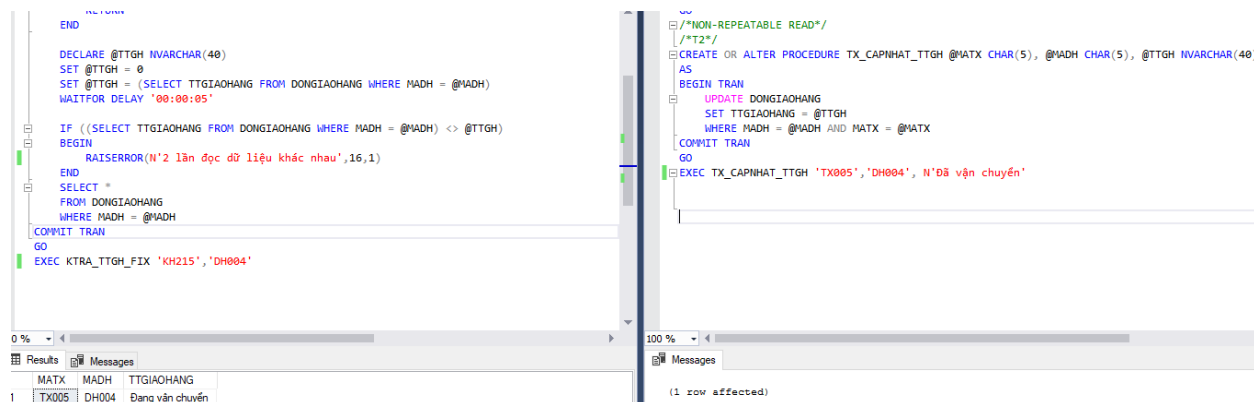 RETURN
END
DECLARE @TTGH NVARCHAR(40)
SET @TTGH = 0
SET @TTGH = (SELECT TTGIAOHANG FROM DONGIAOHANG WHERE MADH = @MADH)
WAITFOR DELAY '00:00:05'
IF ((SELECT TTGIAOHANG FROM DONGIAOHANG WHERE MADH = @MADH) <> @TTGH)
BEGIN
RAISERROR(N'2 lần đọc dữ liệu khác nhau',16,1)
END
SELECT *
FROM DONGIAOHANG
WHERE MADH = @MADH
COMMIT TRAN
GO
EXEC KTRA_TTGH_FIX 'KH215','DH004'
0 %
Results Messages
MATX MADH TTGIAOHANG
1 TX005 DH004 Đang vận chuyển
GO
/*NON-REPEATABLE READ*/
/*T2*/
CREATE OR ALTER PROCEDURE TX_CAPNHAT_TTGH @MATX CHAR(5), @MADH CHAR(5), @TTGH NVARCHAR(40)
AS
BEGIN TRAN
UPDATE DONGIAOHANG
SET TTGIAOHANG = @TTGH
WHERE MADH = @MADH AND MATX = @MATX
COMMIT TRAN
GO
EXEC TX_CAPNHAT_TTGH 'TX005','DH004', N'Đã vận chuyển'
100 %
Messages
(1 row affected)